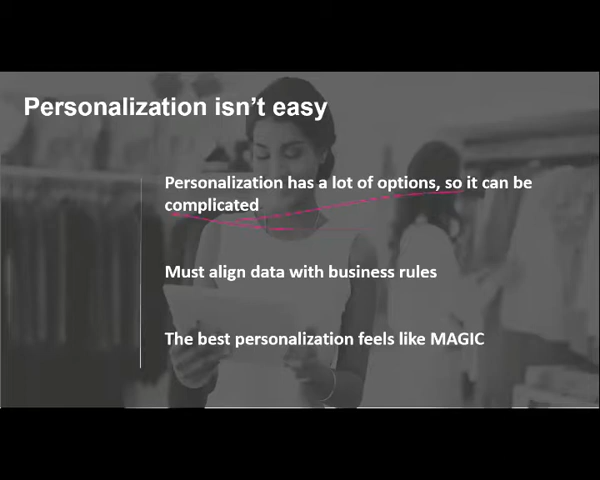 Personalization isn't easy
Personalization has a lot of options, so it can be
complicated
Must align data with business rules
The best personalization feels like MAGIC